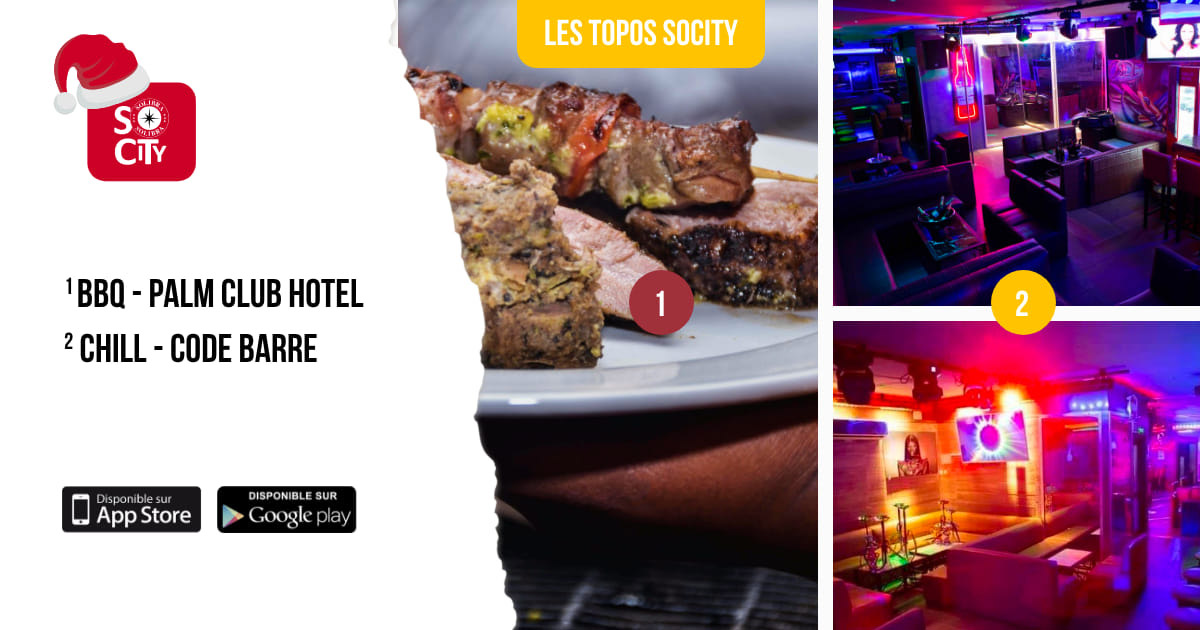 LES TOPOS SOCITY
SO
SOLIBRA
SOLIBRA
CiTY
1 BBQ - PALM CLUB HOTEL
2 CHILL - CODE BARRE
1
2
Disponible sur
App Store
DISPONIBLE SUR
Google play